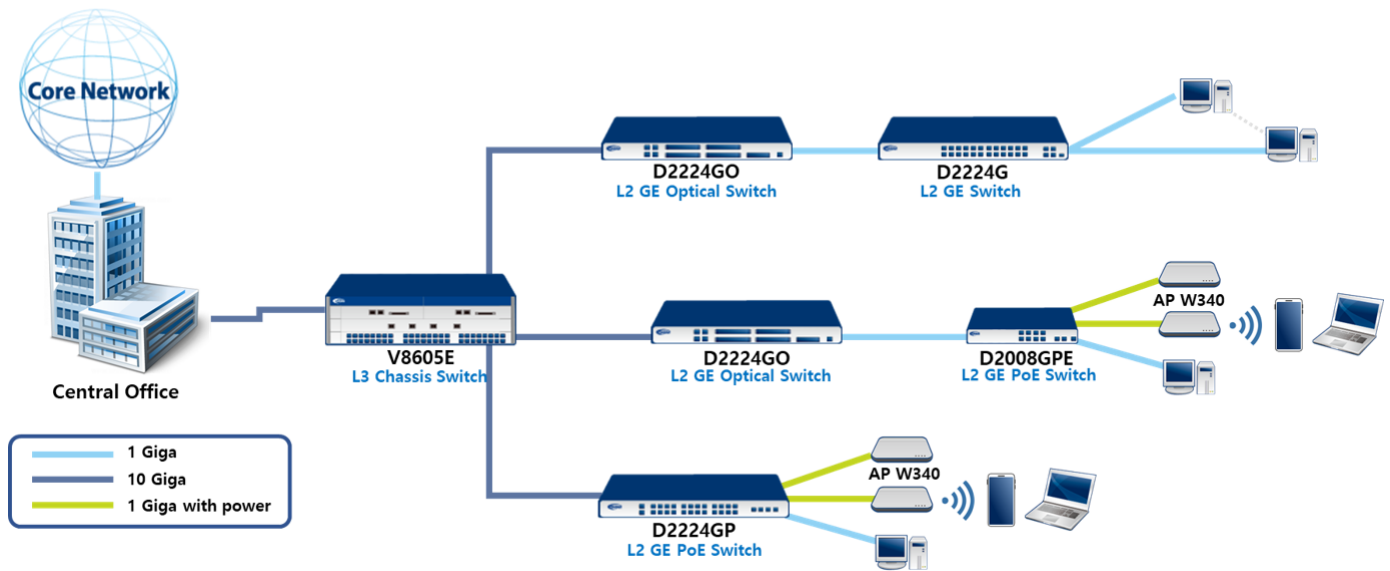 Core Network
Central Office
V8605E
L3 Chassis Switch
D2224GO
L2 GE Optical Switch
D2224G
L2 GE Switch
D2224GO
L2 GE Optical Switch
D2008GPE
L2 GE PoE Switch
AP W340
D2224GP
L2 GE PoE Switch
AP W340
1 Giga
10 Giga
1 Giga with power